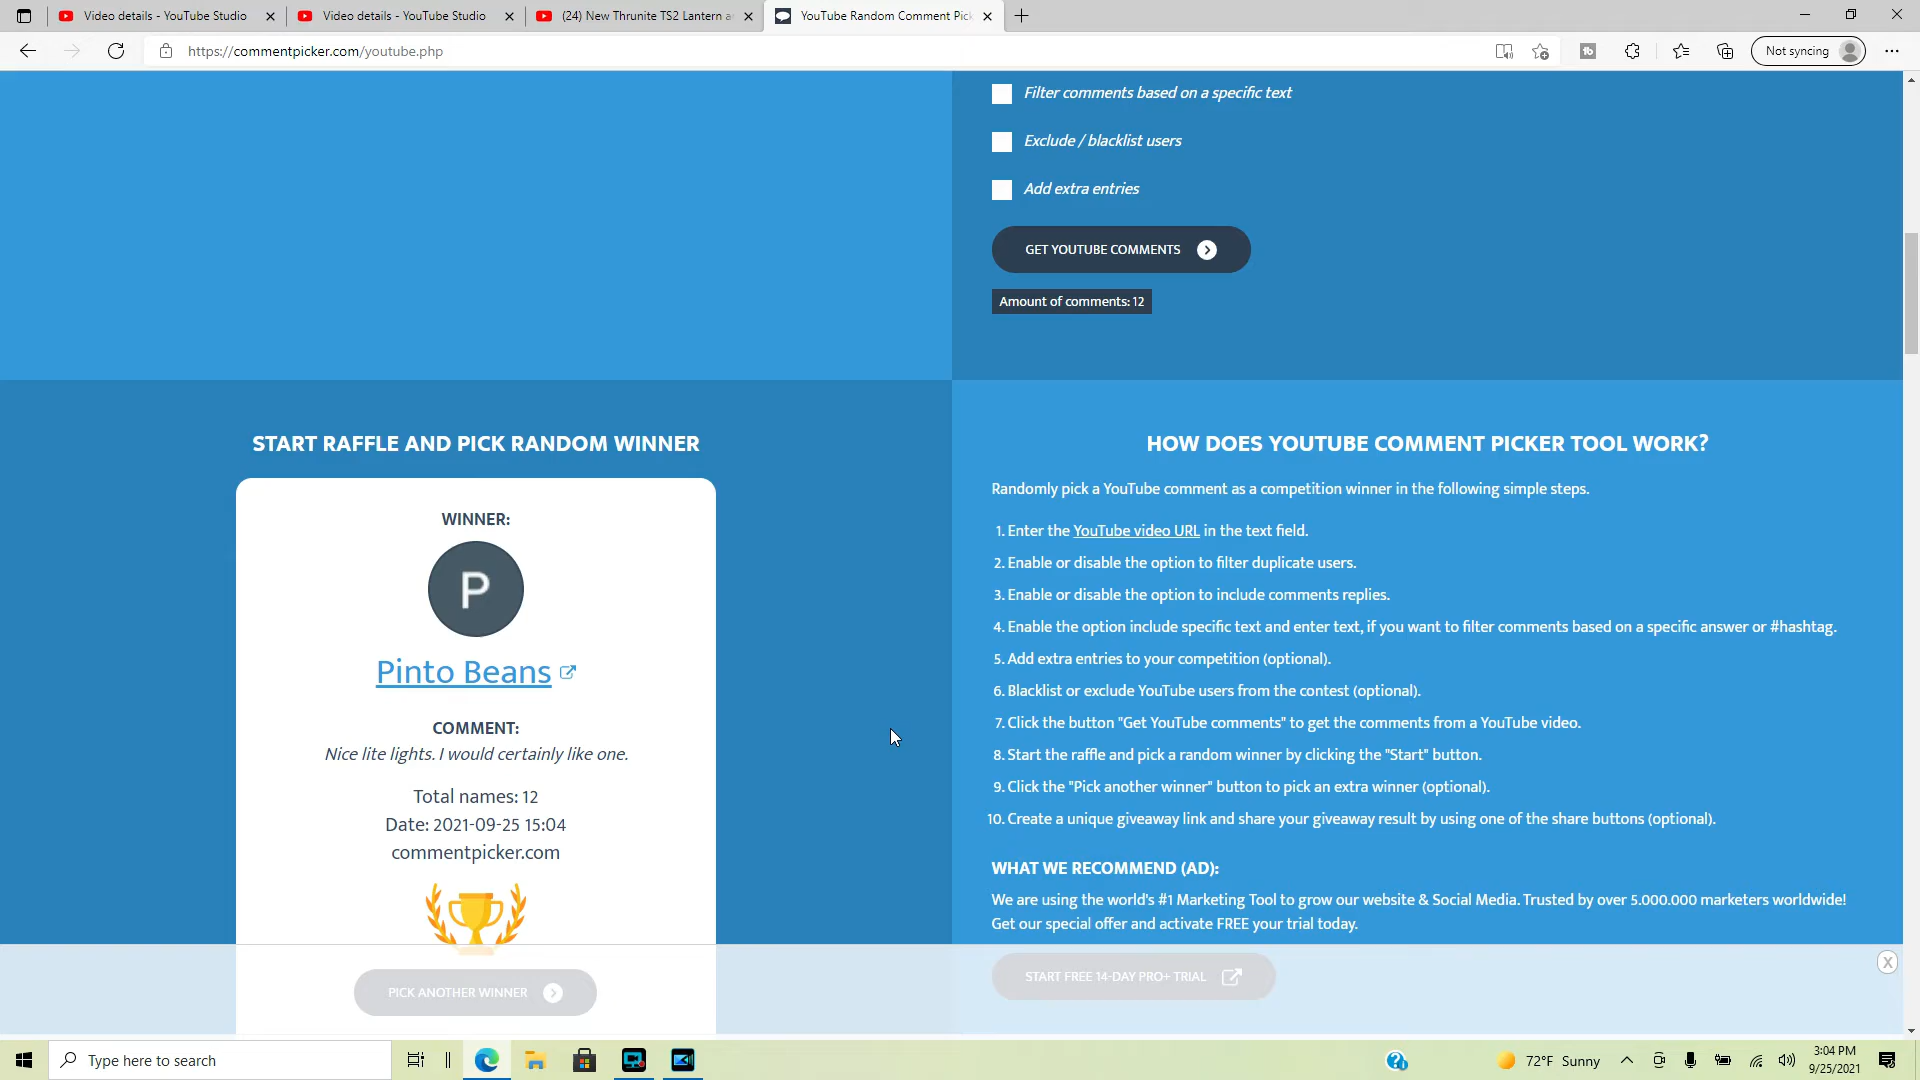 Video details - YouTube Studio
Video details - YouTube Studio
(24) New Thrunite TS2 Lantern a
YouTube Random Comment Pick
https://commentpicker.com/youtube.php
Not syncing
Filter comments based on a specific text
Exclude / blacklist users
Add extra entries
GET YOUTUBE COMMENTS
Amount of comments: 12
START RAFFLE AND PICK RANDOM WINNER
WINNER:
P
Pinto Beans
COMMENT:
Nice lite lights. I would certainly like one.
Total names: 12
Date: 2021-09-25 15:04
commentpicker.com
PICK ANOTHER WINNER
HOW DOES YOUTUBE COMMENT PICKER TOOL WORK?
Randomly pick a YouTube comment as a competition winner in the following simple steps.
1. Enter the YouTube video URL in the text field.
2. Enable or disable the option to filter duplicate users.
3. Enable or disable the option to include comments replies.
4. Enable the option include specific text and enter text, if you want to filter comments based on a specific answer or #hashtag.
5. Add extra entries to your competition (optional).
6. Blacklist or exclude YouTube users from the contest (optional).
7. Click the button "Get YouTube comments" to get the comments from a YouTube video.
8. Start the raffle and pick a random winner by clicking the "Start" button.
9. Click the "Pick another winner" button to pick an extra winner (optional).
10. Create a unique giveaway link and share your giveaway result by using one of the share buttons (optional).
WHAT WE RECOMMEND (AD):
We are using the world's #1 Marketing Tool to grow our website & Social Media. Trusted by over 5.000.000 marketers worldwide!
Get our special offer and activate FREE your trial today.
START FREE 14-DAY PRO+ TRIAL
X
Type here to search
72°F Sunny
3:04 PM
9/25/2021